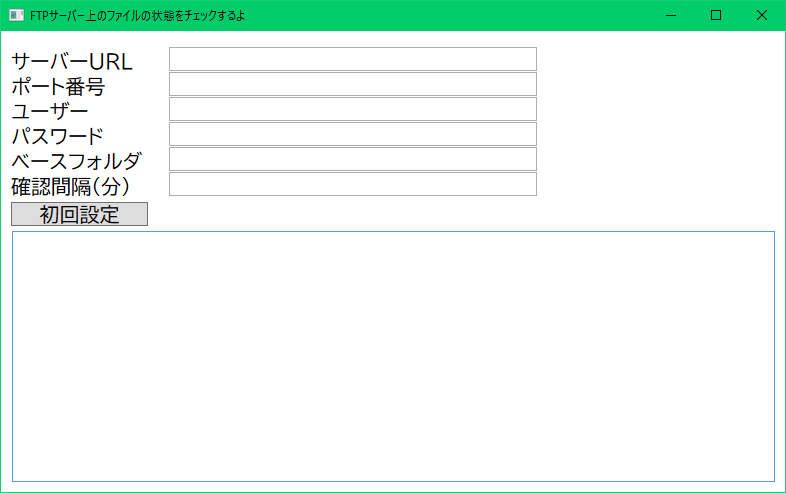 FTPサーバー上のファイルの状態をチェックするよ
サーバーURL
ポート番号
ユーザー
パスワード
ベースフォルダ
確認間隔(分)
初回設定